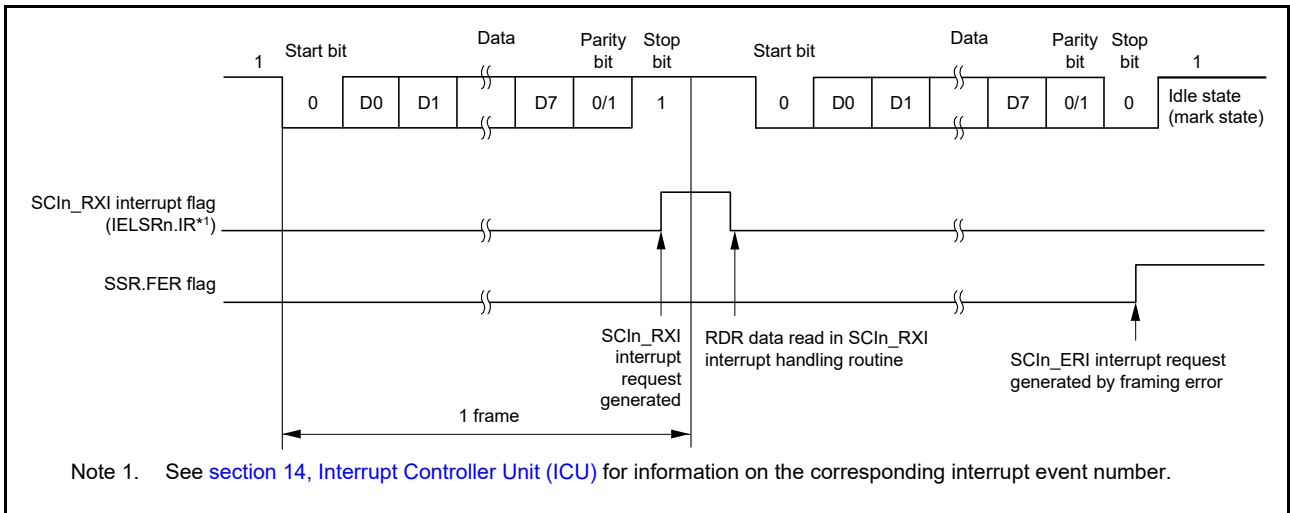 1
Start bit
Data
Parity
bit
Stop
bit
Start bit
Data
Parity
bit
Stop
bit
1
0 D0 D1 D7 0/1 1 0 D0 D1 D7 0/1 0
Idle state
(mark state)
SCIn_RXI interrupt flag
(IELSRn.IR*1)
SSR.FER flag
SCIn_RXI
interrupt
request
generated
RDR data read in SCIn_RXI
interrupt handling routine
SCIn_ERI interrupt request
generated by framing error
1 frame
Note 1. See section 14, Interrupt Controller Unit (ICU) for information on the corresponding interrupt event number.